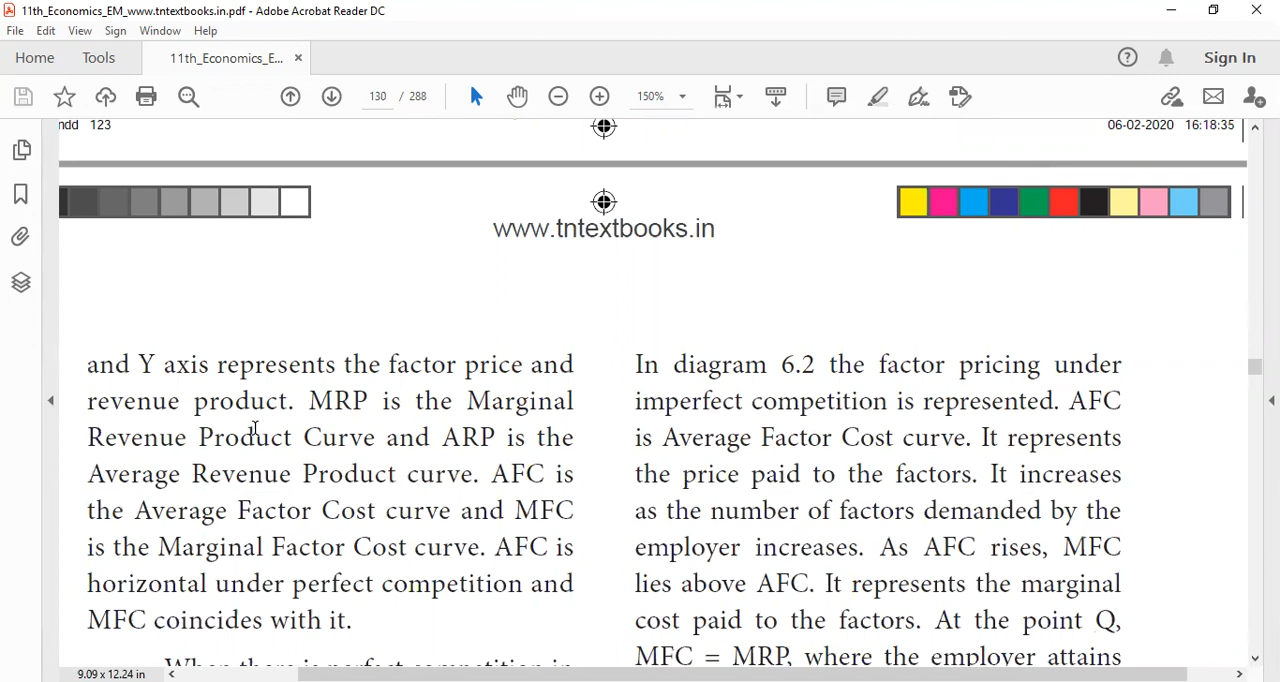 11th_Economics_EM_www.tntextbooks.in.pdf - Adobe Acrobat Reader DC
File Edit View Sign Window Help
Home Tools 11th_Economics_E... × Sign In
130 / 288 150%
ndd 123 06-02-2020 16:18:35
www.tntextbooks.in
and Y axis represents the factor price and
revenue product. MRP is the Marginal
Revenue Product Curve and ARP is the
Average Revenue Product curve. AFC is
the Average Factor Cost curve and MFC
is the Marginal Factor Cost curve. AFC is
horizontal under perfect competition and
MFC coincides with it.
When there is perfect competition in
In diagram 6.2 the factor pricing under
imperfect competition is represented. AFC
is Average Factor Cost curve. It represents
the price paid to the factors. It increases
as the number of factors demanded by the
employer increases. As AFC rises, MFC
lies above AFC. It represents the marginal
cost paid to the factors. At the point Q,
MFC = MRP, where the employer attains
9.09 x 12.24 in